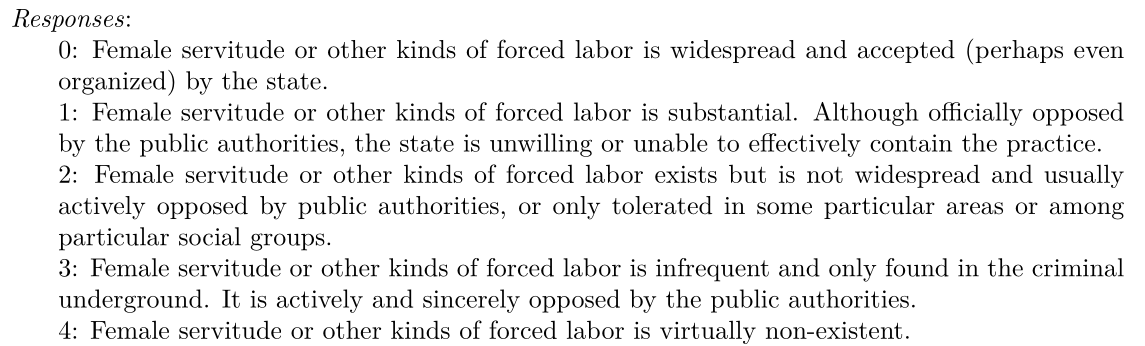 Responses:
0: Female servitude or other kinds of forced labor is widespread and accepted (perhaps even
organized) by the state.
1: Female servitude or other kinds of forced labor is substantial. Although officially opposed
by the public authorities, the state is unwilling or unable to effectively contain the practice.
2: Female servitude or other kinds of forced labor exists but is not widespread and usually
actively opposed by public authorities, or only tolerated in some particular areas or among
particular social groups.
3: Female servitude or other kinds of forced labor is infrequent and only found in the criminal
underground. It is actively and sincerely opposed by the public authorities.
4: Female servitude or other kinds of forced labor is virtually non-existent.